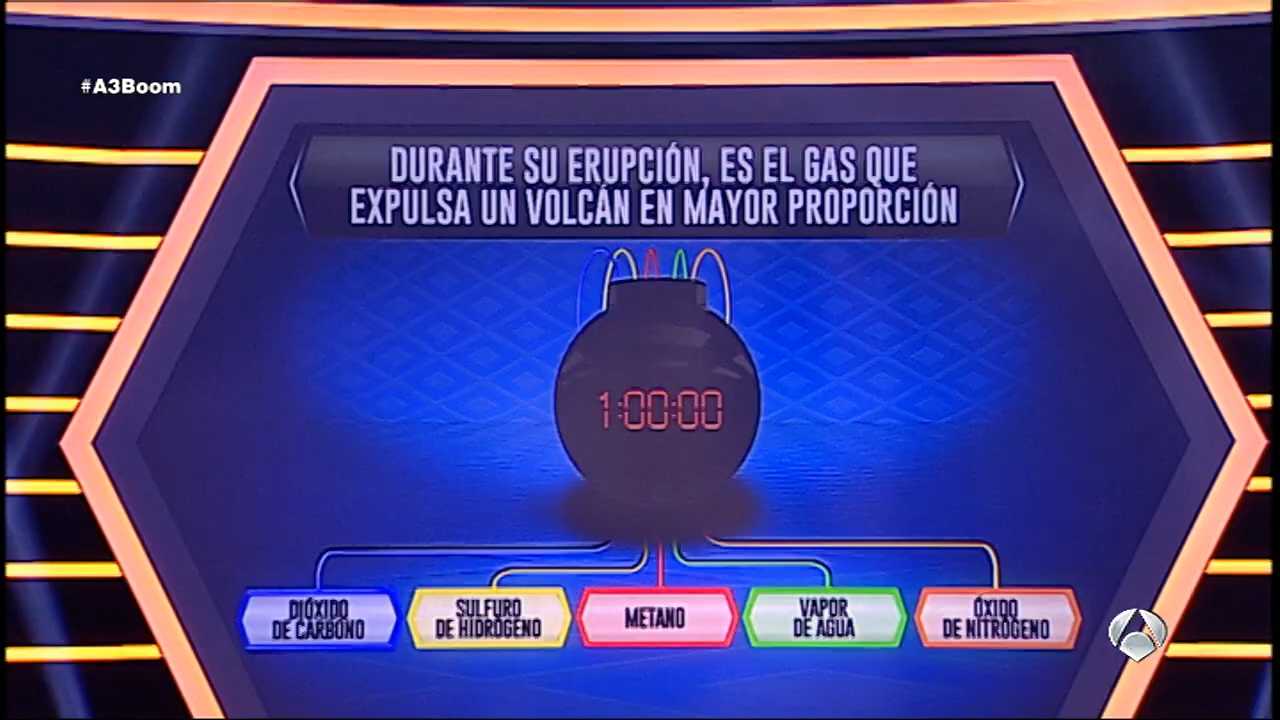 #A3Boom
DURANTE SU ERUPCIÓN, ES EL GAS QUE
EXPULSA UN VOLCÁN EN MAYOR PROPORCIÓN
1:00:00
DIÓXIDO
DE CARBONO
SULFURO
DE HIDRÓGENO
METANO
VAPOR
DE AGUA
ÓXIDO
DE NITRÓGENO